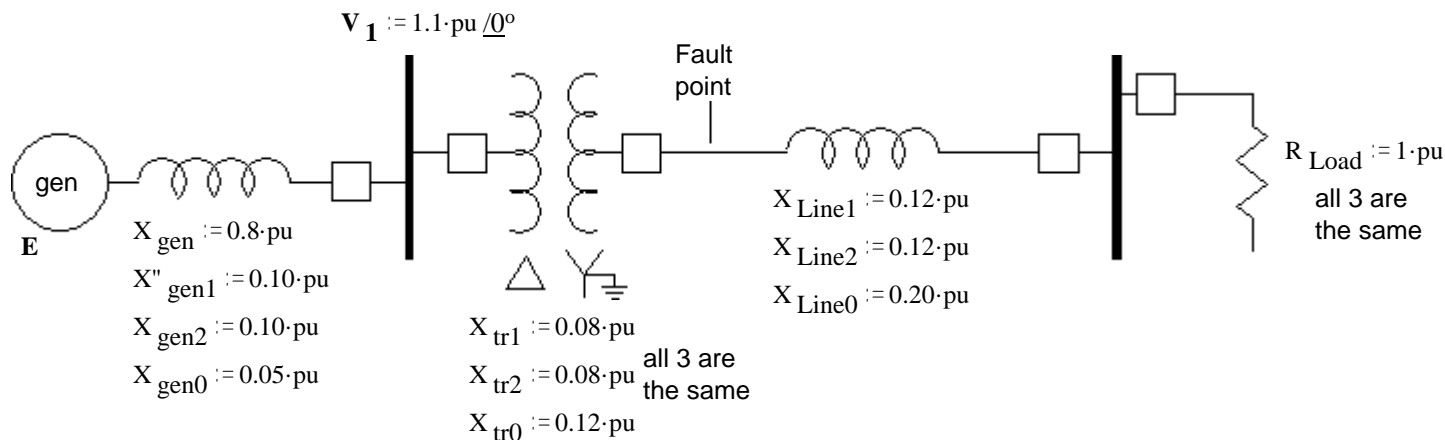 V 1 := 1.1·pu /0º
Fault
point
gen
E
X gen := 0.8·pu
X" gen1 := 0.10·pu
X gen2 := 0.10·pu
X gen0 := 0.05·pu
X tr1 := 0.08·pu
X tr2 := 0.08·pu
X tr0 := 0.12·pu
all 3 are
the same
X Line1 := 0.12·pu
X Line2 := 0.12·pu
X Line0 := 0.20·pu
R Load := 1·pu
all 3 are
the same